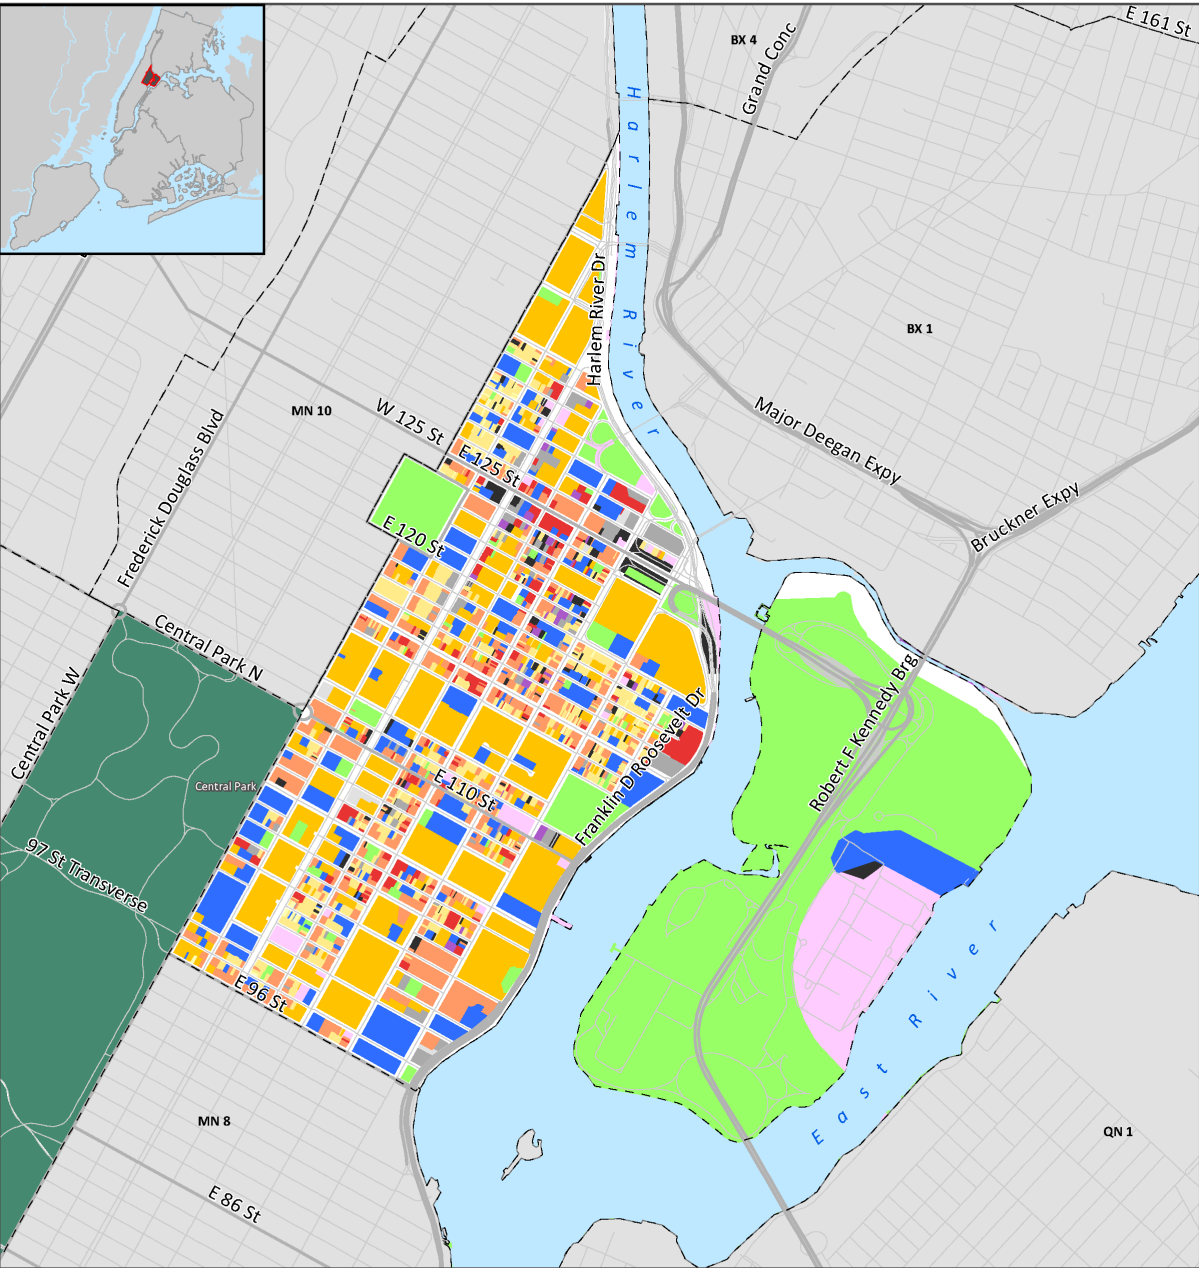 E 161 St
BX 4
Grand Conc
Harlem River
Harlem River Dr
BX 1
MN 10
W 125 St
E 125 St
Major Deegan Expy
Bruckner Expy
Frederick Douglass Blvd
E 120 St
Central Park N
Central Park W
Robert F Kennedy Brg
Franklin D Roosevelt Dr
E 110 St
Central Park
97 St Transverse
E 96 St
East River
MN 8
QN 1
E 86 St